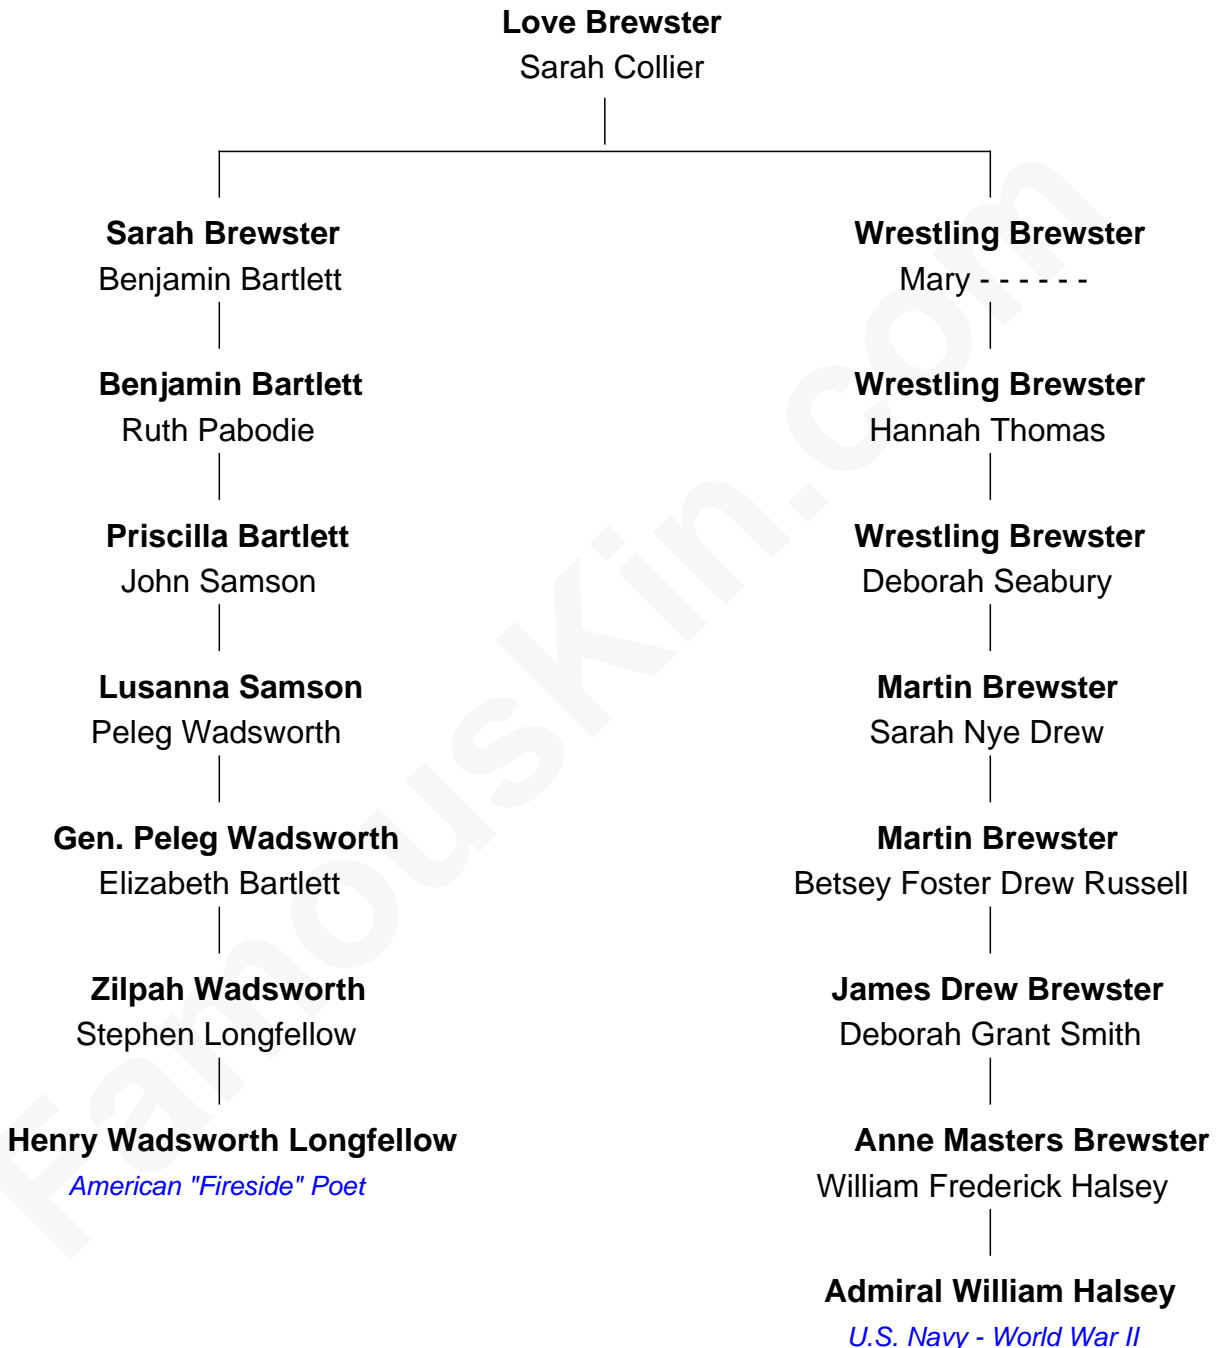 Love Brewster
Sarah Collier
Sarah Brewster
Benjamin Bartlett
Benjamin Bartlett
Ruth Pabodie
Priscilla Bartlett
John Samson
Lusanna Samson
Peleg Wadsworth
Gen. Peleg Wadsworth
Elizabeth Bartlett
Zilpah Wadsworth
Stephen Longfellow
Henry Wadsworth Longfellow
American "Fireside" Poet
Wrestling Brewster
Mary - - - - - -
Wrestling Brewster
Hannah Thomas
Wrestling Brewster
Deborah Seabury
Martin Brewster
Sarah Nye Drew
Martin Brewster
Betsey Foster Drew Russell
James Drew Brewster
Deborah Grant Smith
Anne Masters Brewster
William Frederick Halsey
Admiral William Halsey
U.S. Navy - World War II
FamousKin.com